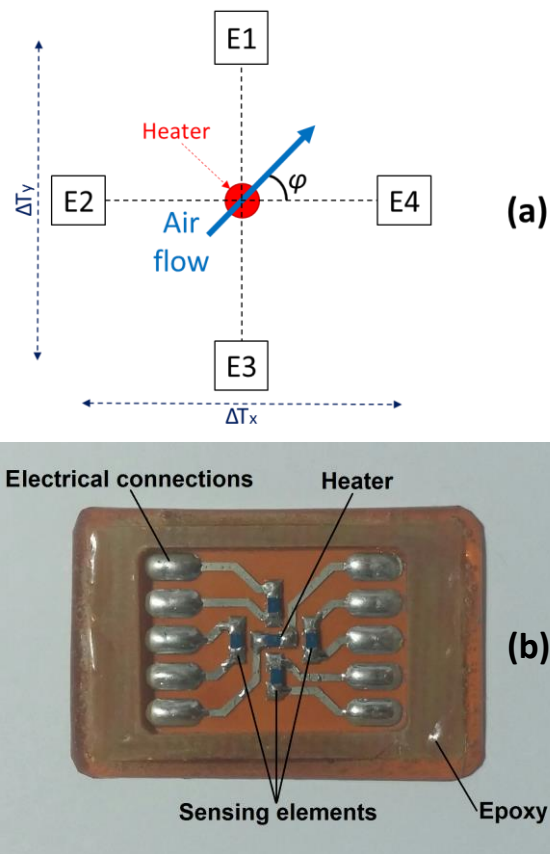 E1
Heater
φ
ΔTy
E2
E4
(a)
Air
flow
E3
ΔTx
Electrical connections
Heater
(b)
Sensing elements
Epoxy